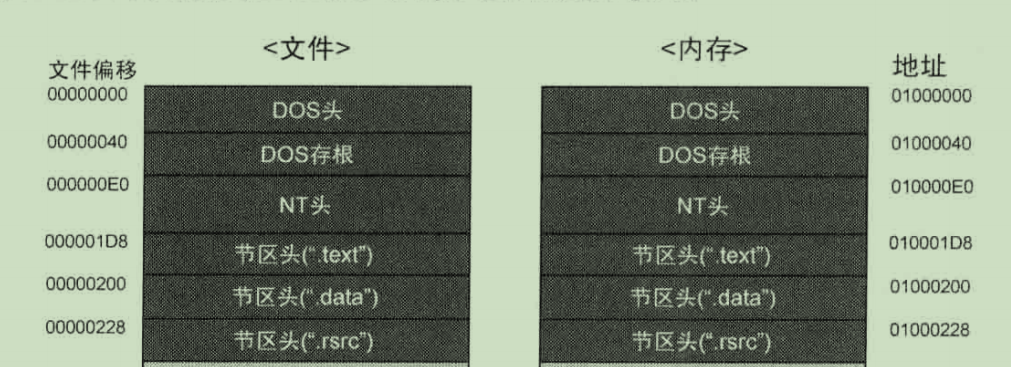 <文件>
<内存>
文件偏移
地址
00000000
DOS头
DOS头
01000000
00000040
DOS存根
DOS存根
01000040
000000E0
NT头
NT头
010000E0
000001D8
节区头(“.text”)
节区头(“.text”)
010001D8
00000200
节区头(“.data”)
节区头(“.data”)
01000200
00000228
节区头(“.rsrc”)
节区头(“.rsrc”)
01000228